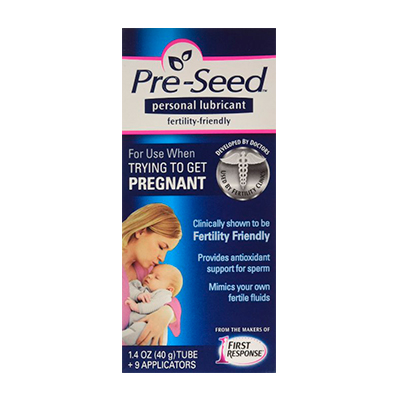 Pre-Seed™
personal lubricant
fertility-friendly
For Use When
TRYING TO GET
PREGNANT
DEVELOPED BY DOCTORS
USED BY FERTILITY CLINICS
Clinically shown to be
Fertility Friendly
Provides antioxidant
support for sperm
Mimics your own
fertile fluids
FROM THE MAKERS OF
1 FIRST
RESPONSE
1.4 OZ (40 g) TUBE
+ 9 APPLICATORS